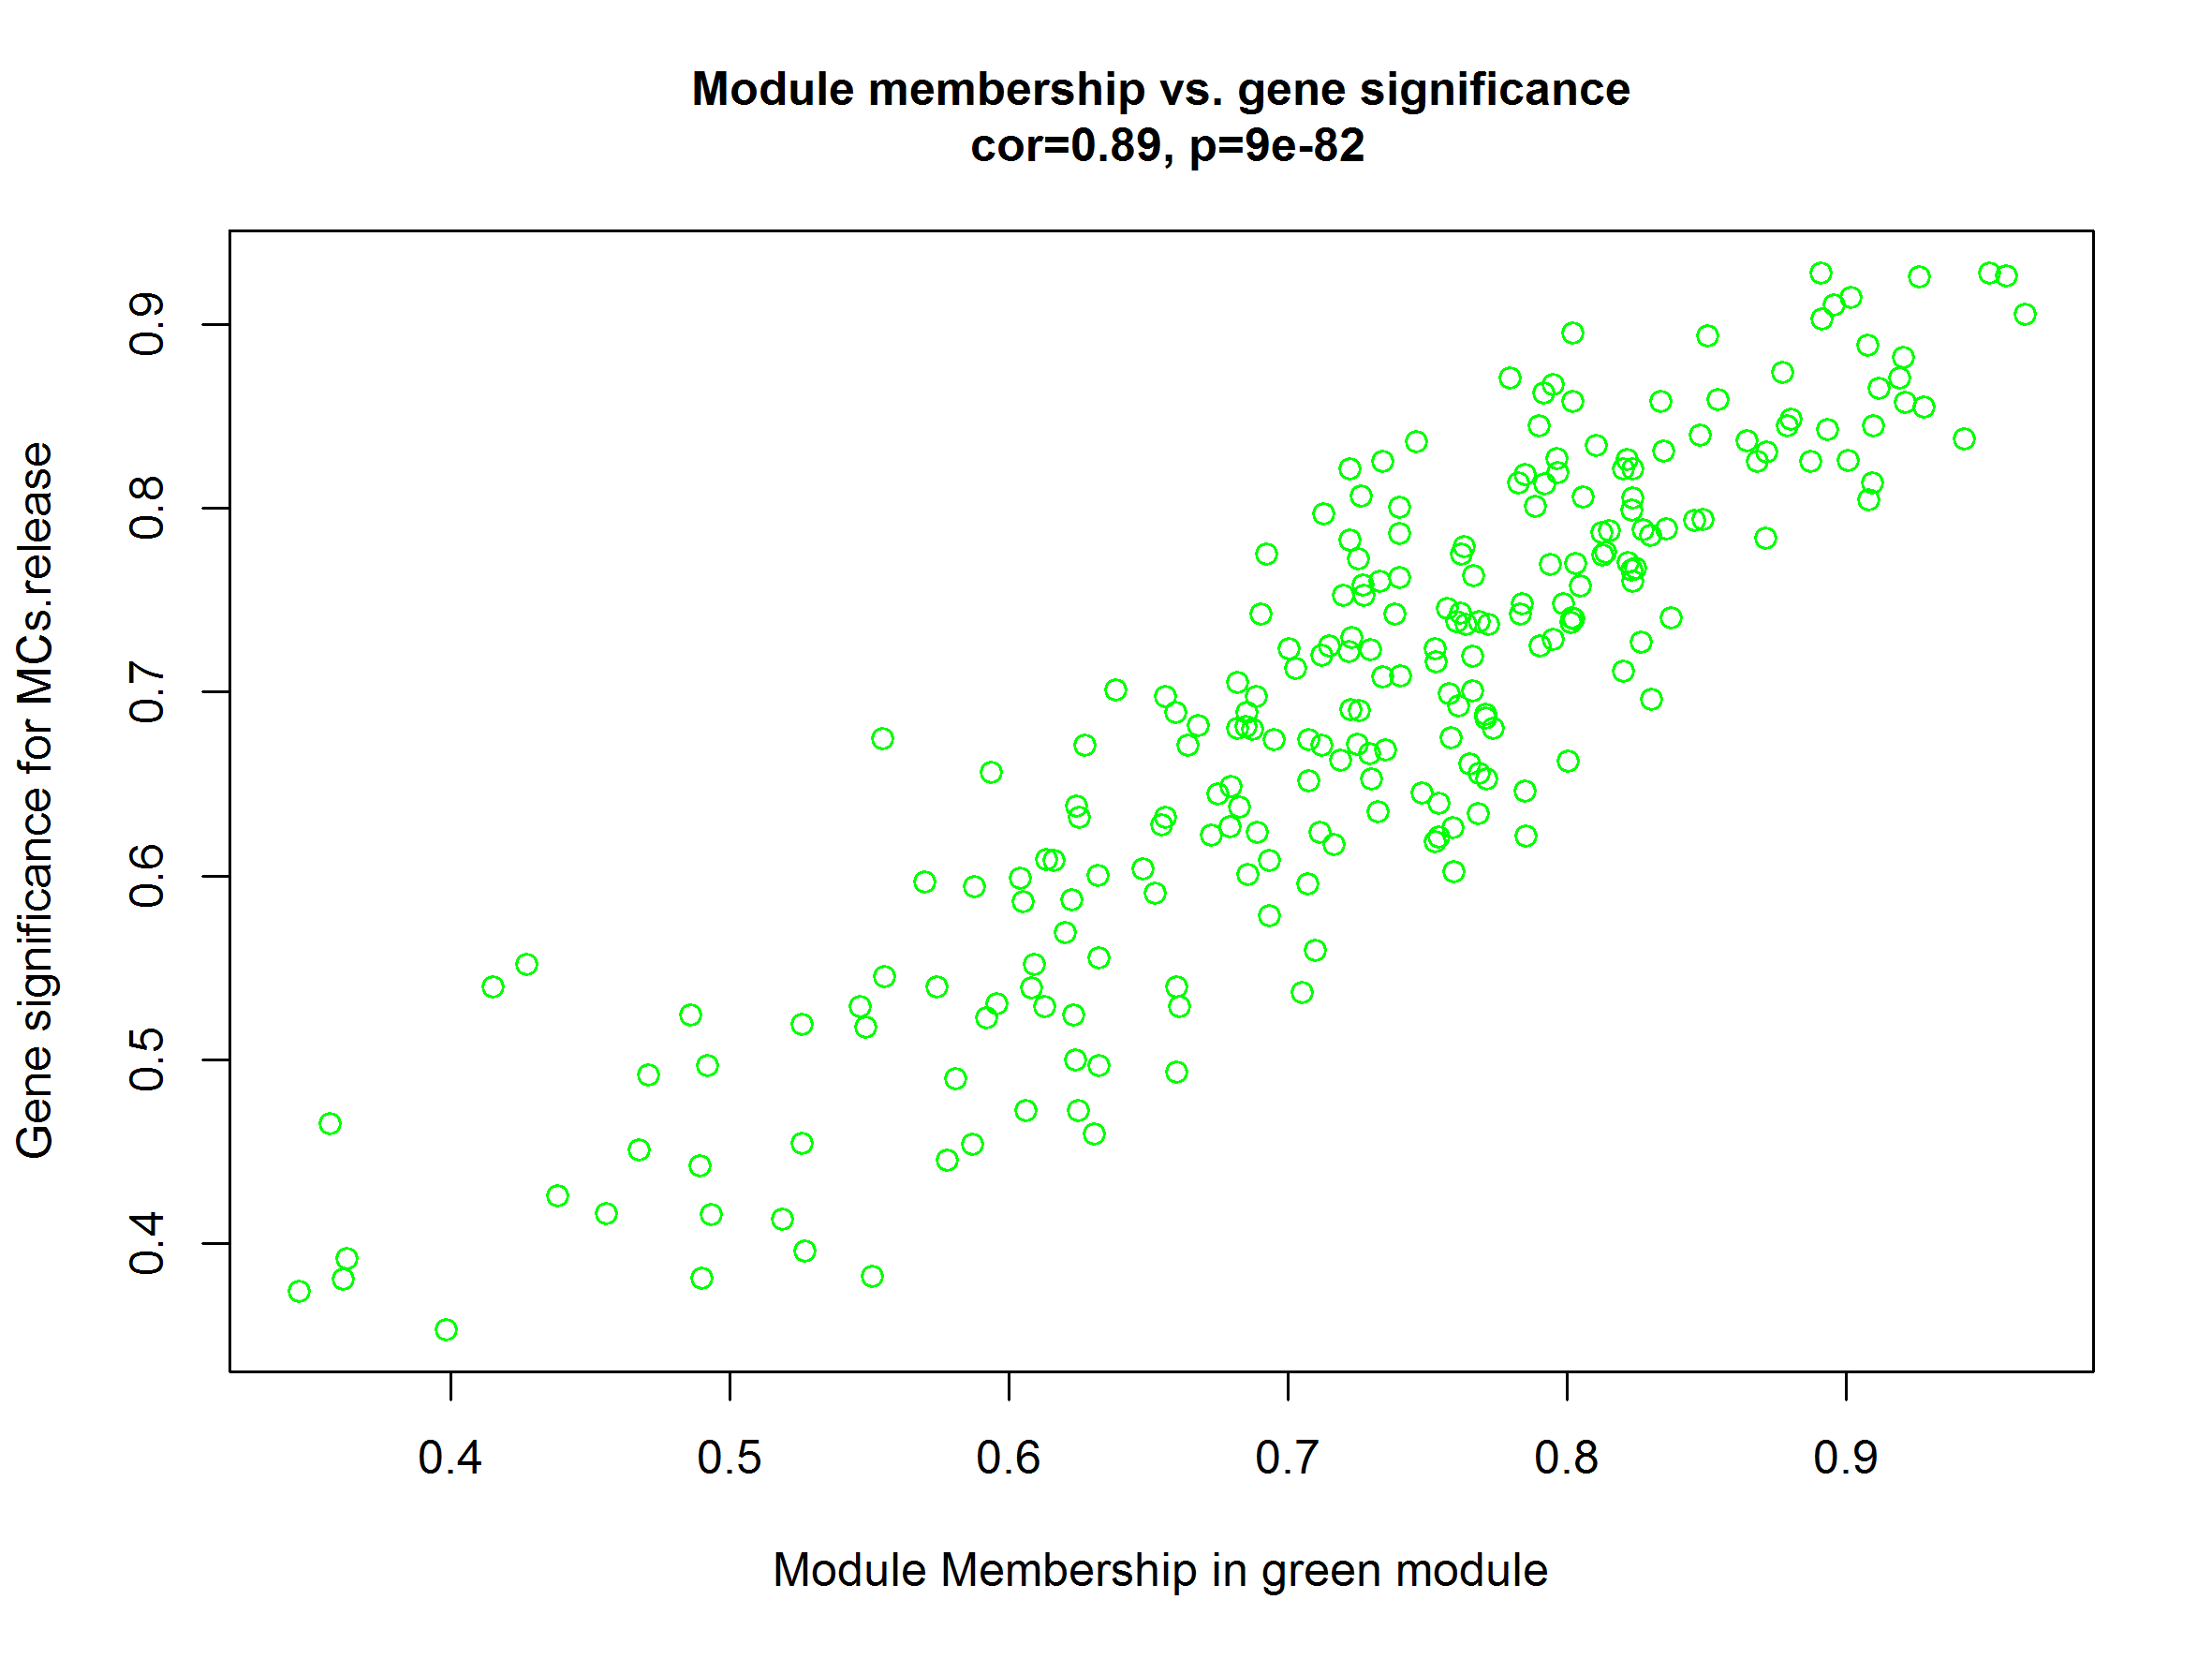 Module membership vs. gene significance
cor=0.89, p=9e-82
Gene significance for MCs.release
0.9
0.8
0.7
0.6
0.5
0.4
0.4 0.5 0.6 0.7 0.8 0.9
Module Membership in green module